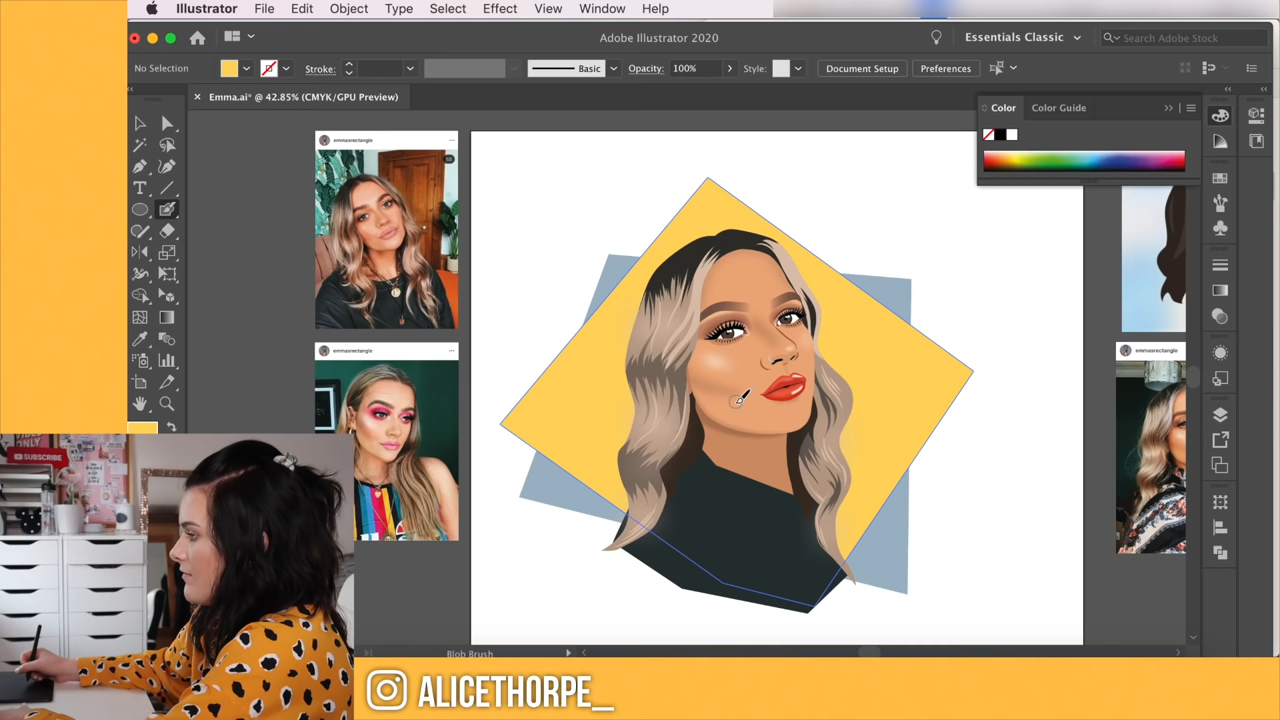 Illustrator File Edit Object Type Select Effect View Window Help
Adobe Illustrator 2020
Essentials Classic
Search Adobe Stock
No Selection
Stroke:
Basic
Opacity: 100%
Style:
Document Setup
Preferences
Emma.ai* @ 42.85% (CMYK/GPU Preview)
Color
Color Guide
emmasrectangle
emmasrectangle
emmasrectangle
SUBSCRIBE
Blob Brush
ALICETHORPE_